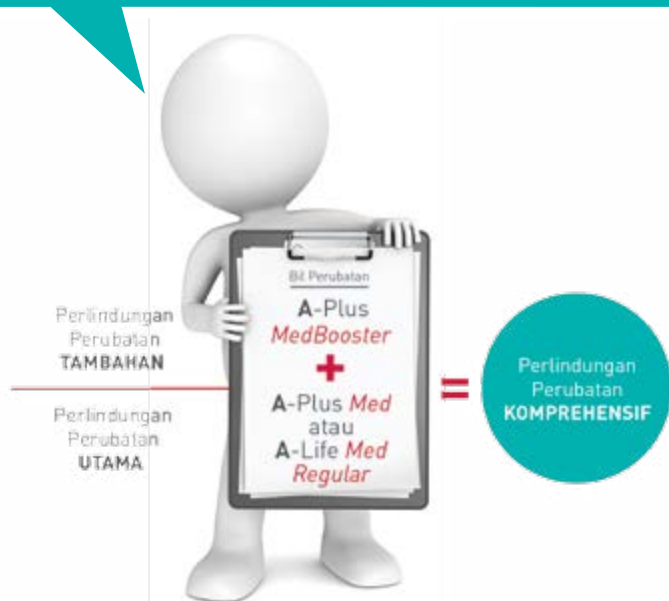 Perlindungan
Perubatan
TAMBAHAN
Perlindungan
Perubatan
UTAMA
Bil Perubatan
A-Plus
MedBooster
+
A-Plus Med
atau
A-Life Med
Regular
=
Perlindungan
Perubatan
KOMPREHENSIF